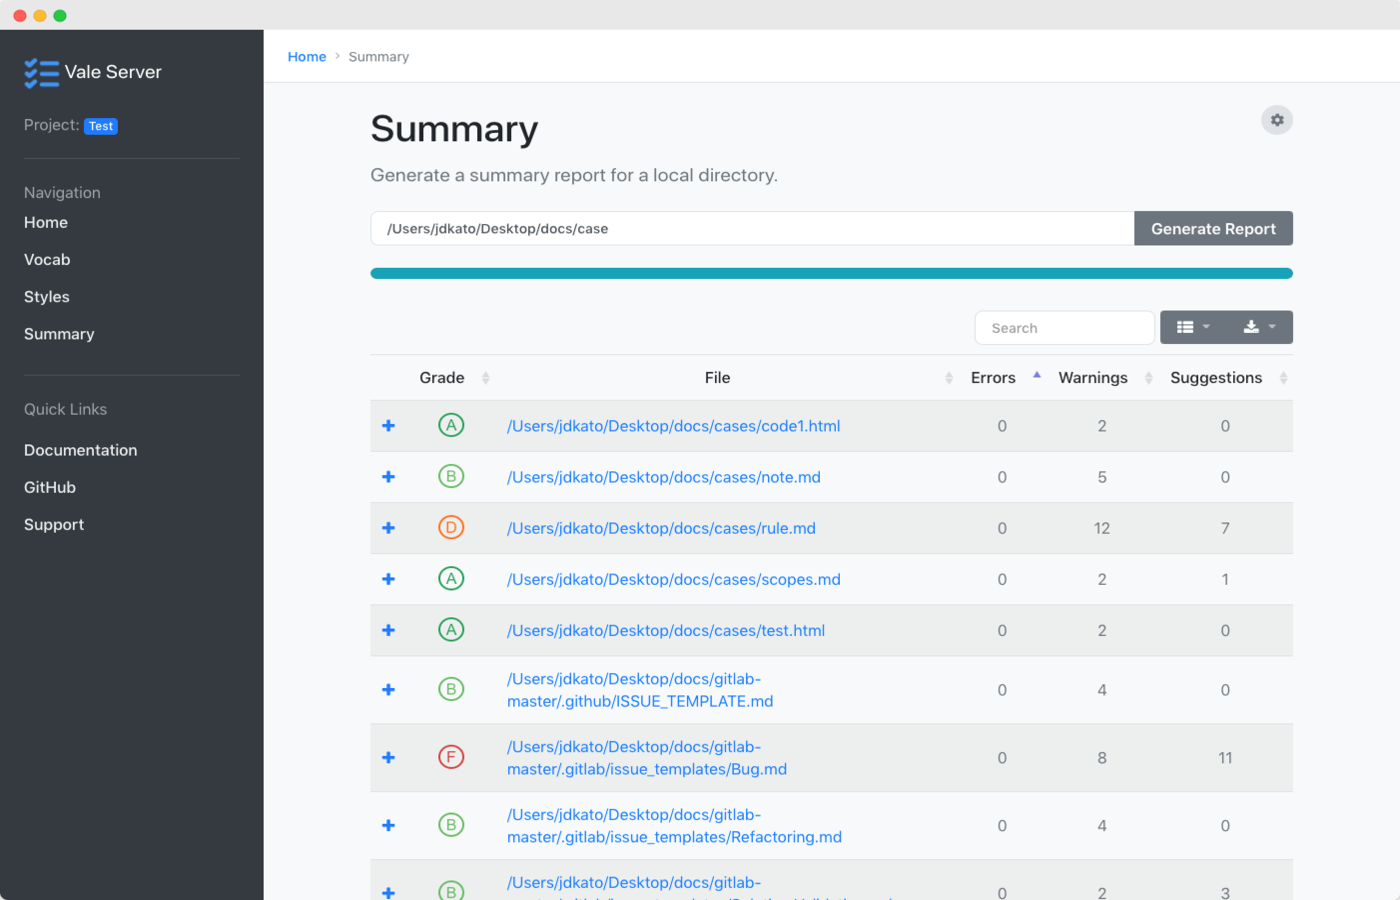 Vale Server
Project: Test
Navigation
Home
Vocab
Styles
Summary
Quick Links
Documentation
GitHub
Support
Home › Summary
Summary
Generate a summary report for a local directory.
/Users/jdkato/Desktop/docs/case
Generate Report
Search
Grade File Errors Warnings Suggestions
A /Users/jdkato/Desktop/docs/cases/code1.html 0 2 0
B /Users/jdkato/Desktop/docs/cases/note.md 0 5 0
D /Users/jdkato/Desktop/docs/cases/rule.md 0 12 7
A /Users/jdkato/Desktop/docs/cases/scopes.md 0 2 1
A /Users/jdkato/Desktop/docs/cases/test.html 0 2 0
/Users/jdkato/Desktop/docs/gitlab-
B master/.github/ISSUE_TEMPLATE.md 0 4 0
/Users/jdkato/Desktop/docs/gitlab-
F master/.gitlab/issue_templates/Bug.md 0 8 11
/Users/jdkato/Desktop/docs/gitlab-
B master/.gitlab/issue_templates/Refactoring.md 0 4 0
/Users/jdkato/Desktop/docs/gitlab-
B 0 2 3